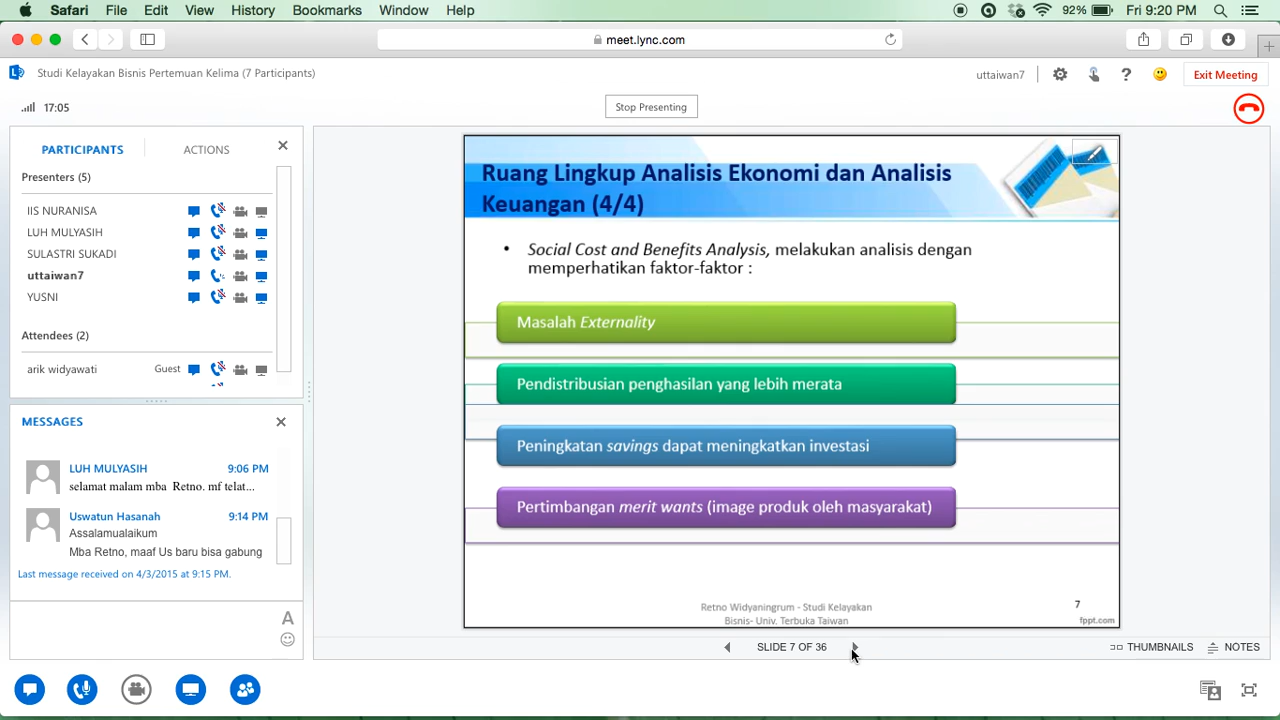 Safari File Edit View History Bookmarks Window Help 92% Fri 9:20 PM
meet.lync.com
Studi Kelayakan Bisnis Pertemuan Kelima (7 Participants)
uttaiwan7 ? Exit Meeting
17:05
Stop Presenting
PARTICIPANTS ACTIONS
Presenters (5)
IIS NURANISA
LUH MULYASIH
SULASTRI SUKADI
uttaiwan7
YUSNI
Attendees (2)
arik widyawati Guest
MESSAGES
LUH MULYASIH 9:06 PM
selamat malam mba Retno. mf telat...
Uswatun Hasanah 9:14 PM
Assalamualaikum
Mba Retno, maaf Us baru bisa gabung
Last message received on 4/3/2015 at 9:15 PM.
A
Ruang Lingkup Analisis Ekonomi dan Analisis
Keuangan (4/4)
• Social Cost and Benefits Analysis, melakukan analisis dengan
memperhatikan faktor-faktor :
Masalah Externality
Pendistribusian penghasilan yang lebih merata
Peningkatan savings dapat meningkatkan investasi
Pertimbangan merit wants (image produk oleh masyarakat)
Retno Widyaningrum - Studi Kelayakan
Bisnis- Univ. Terbuka Taiwan
7
fppt.com
SLIDE 7 OF 36
THUMBNAILS NOTES